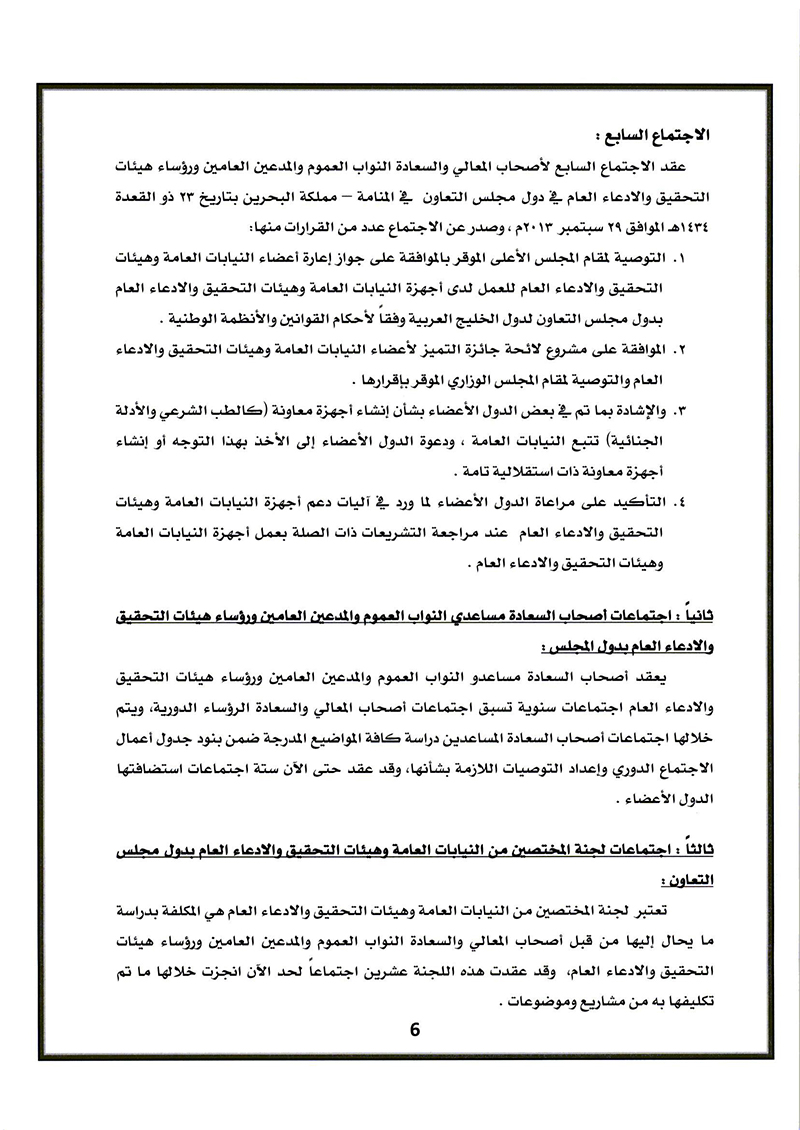 الاجتماع السابع :
عقد الاجتماع السابع لأصحاب المعالي والسعادة النواب العموم والمدعين العامين ورؤساء هيئات
التحقيق والادعاء العام في دول مجلس التعاون في المنامة – مملكة البحرين بتاريخ ٢٣ ذو القعدة
١٤٣٤هـ الموافق ٢٩ سبتمبر ٢٠١٣م ، وصدر عن الاجتماع عدد من القرارات منها:
١. التوصية لمقام المجلس الأعلى الموقر بالموافقة على جواز إعارة أعضاء النيابات العامة وهيئات
التحقيق والادعاء العام للعمل لدى أجهزة النيابات العامة وهيئات التحقيق والادعاء العام
بدول مجلس التعاون لدول الخليج العربية وفقاً لأحكام القوانين والأنظمة الوطنية .
٢. الموافقة على مشروع لائحة جائزة التميز لأعضاء النيابات العامة وهيئات التحقيق والادعاء
العام والتوصية لمقام المجلس الوزاري الموقر بإقرارها .
٣. والإشادة بما تم في بعض الدول الأعضاء بشأن إنشاء أجهزة معاونة (كالطب الشرعي والأدلة
الجنائية) تتبع النيابات العامة ، ودعوة الدول الأعضاء إلى الأخذ بهذا التوجه أو إنشاء
أجهزة معاونة ذات استقلالية تامة .
٤. التأكيد على مراعاة الدول الأعضاء لما ورد في آليات دعم أجهزة النيابات العامة وهيئات
التحقيق والادعاء العام عند مراجعة التشريعات ذات الصلة بعمل أجهزة النيابات العامة
وهيئات التحقيق والادعاء العام .
ثانياً : اجتماعات أصحاب السعادة مساعدي النواب العموم والمدعين العامين ورؤساء هيئات التحقيق
والادعاء العام بدول المجلس :
يعقد أصحاب السعادة مساعدو النواب العموم والمدعين العامين ورؤساء هيئات التحقيق
والادعاء العام اجتماعات سنوية تسبق اجتماعات أصحاب المعالي والسعادة الرؤساء الدورية، ويتم
خلالها اجتماعات أصحاب السعادة المساعدين دراسة كافة المواضيع المدرجة ضمن بنود جدول أعمال
الاجتماع الدوري وإعداد التوصيات اللازمة بشأنها، وقد عقد حتى الآن ستة اجتماعات استضافتها
الدول الأعضاء .
ثالثاً : اجتماعات لجنة المختصين من النيابات العامة وهيئات التحقيق والادعاء العام بدول مجلس
التعاون :
تعتبر لجنة المختصين من النيابات العامة وهيئات التحقيق والادعاء العام هي المكلفة بدراسة
ما يحال إليها من قبل أصحاب المعالي والسعادة النواب العموم والمدعين العامين ورؤساء هيئات
التحقيق والادعاء العام، وقد عقدت هذه اللجنة عشرين اجتماعاً لحد الآن انجزت خلالها ما تم
تكليفها به من مشاريع وموضوعات .
6